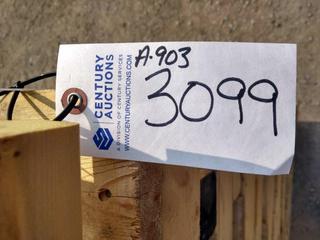 A-903
3099
CENTURY
AUCTIONS
A DIVISION OF CENTURY SERVICES
WWW.CENTURYAUCTIONS.COM